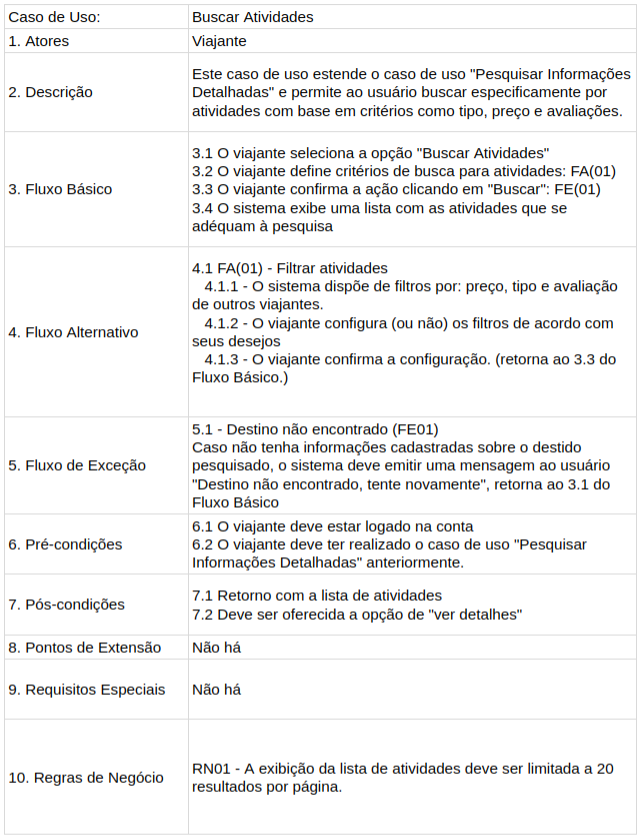 Caso de Uso: Buscar Atividades
1. Atores Viajante
2. Descrição
Este caso de uso estende o caso de uso "Pesquisar Informações
Detalhadas" e permite ao usuário buscar especificamente por
atividades com base em critérios como tipo, preço e avaliações.
3. Fluxo Básico
3.1 O viajante seleciona a opção "Buscar Atividades"
3.2 O viajante define critérios de busca para atividades: FA(01)
3.3 O viajante confirma a ação clicando em "Buscar": FE(01)
3.4 O sistema exibe uma lista com as atividades que se
adéquam à pesquisa
4. Fluxo Alternativo
4.1 FA(01) - Filtrar atividades
4.1.1 - O sistema dispõe de filtros por: preço, tipo e avaliação
de outros viajantes.
4.1.2 - O viajante configura (ou não) os filtros de acordo com
seus desejos
4.1.3 - O viajante confirma a configuração. (retorna ao 3.3 do
Fluxo Básico.)
5. Fluxo de Exceção
5.1 - Destino não encontrado (FE01)
Caso não tenha informações cadastradas sobre o destido
pesquisado, o sistema deve emitir uma mensagem ao usuário
"Destino não encontrado, tente novamente", retorna ao 3.1 do
Fluxo Básico
6. Pré-condições
6.1 O viajante deve estar logado na conta
6.2 O viajante deve ter realizado o caso de uso "Pesquisar
Informações Detalhadas" anteriormente.
7. Pós-condições
7.1 Retorno com a lista de atividades
7.2 Deve ser oferecida a opção de "ver detalhes"
8. Pontos de Extensão Não há
9. Requisitos Especiais Não há
10. Regras de Negócio
RN01 - A exibição da lista de atividades deve ser limitada a 20
resultados por página.